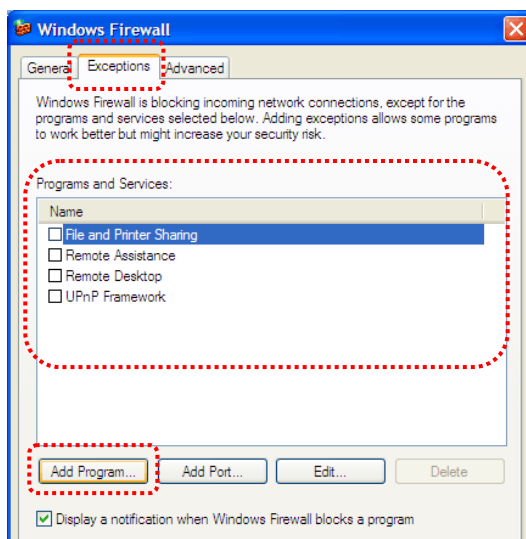 Windows Firewall
General
Exceptions
Advanced
Windows Firewall is blocking incoming network connections, except for the
programs and services selected below. Adding exceptions allows some programs
to work better but might increase your security risk.
Programs and Services:
Name
File and Printer Sharing
Remote Assistance
Remote Desktop
UPnP Framework
Add Program...
Add Port...
Edit...
Delete
Display a notification when Windows Firewall blocks a program